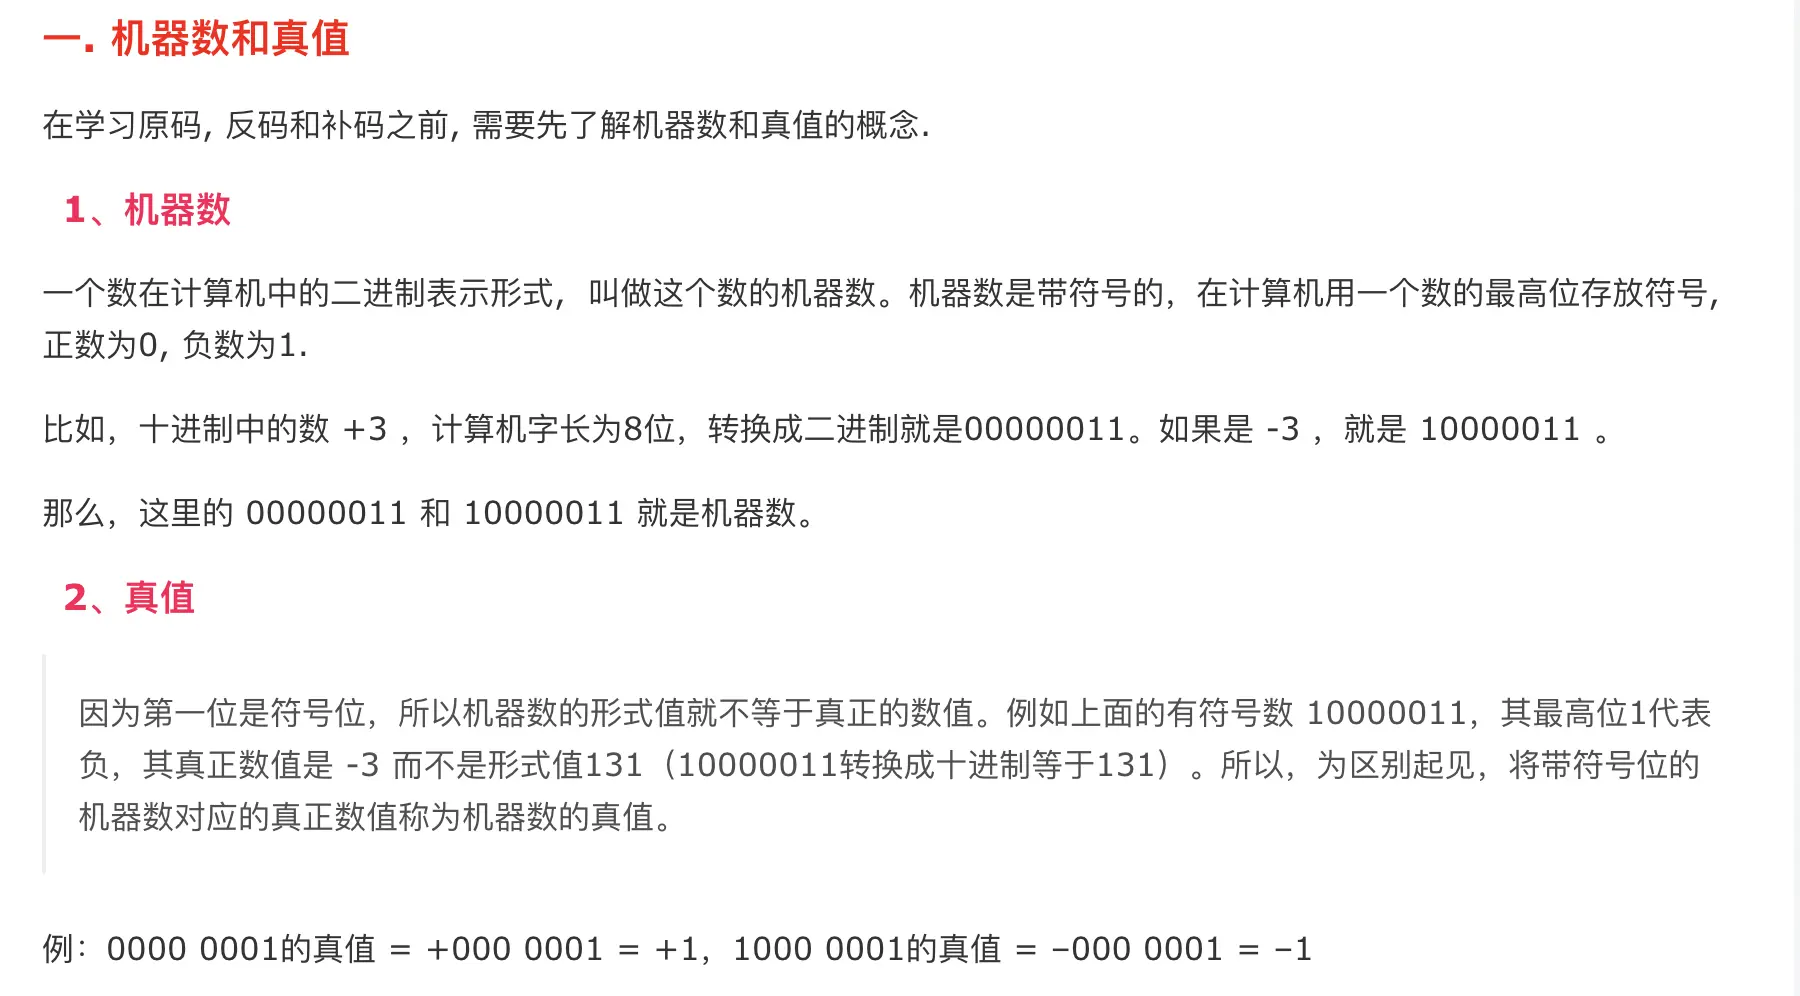 一. 机器数和真值
在学习原码, 反码和补码之前, 需要先了解机器数和真值的概念.
1、机器数
一个数在计算机中的二进制表示形式，叫做这个数的机器数。机器数是带符号的，在计算机用一个数的最高位存放符号,
正数为0, 负数为1.
比如，十进制中的数 +3 ，计算机字长为8位，转换成二进制就是00000011。如果是 -3 ，就是 10000011 。
那么，这里的 00000011 和 10000011 就是机器数。
2、真值
因为第一位是符号位，所以机器数的形式值就不等于真正的数值。例如上面的有符号数 10000011，其最高位1代表
负，其真正数值是 -3 而不是形式值131（10000011转换成十进制等于131）。所以，为区别起见，将带符号位的
机器数对应的真正数值称为机器数的真值。
例：0000 0001的真值 = +000 0001 = +1，1000 0001的真值 = –000 0001 = –1